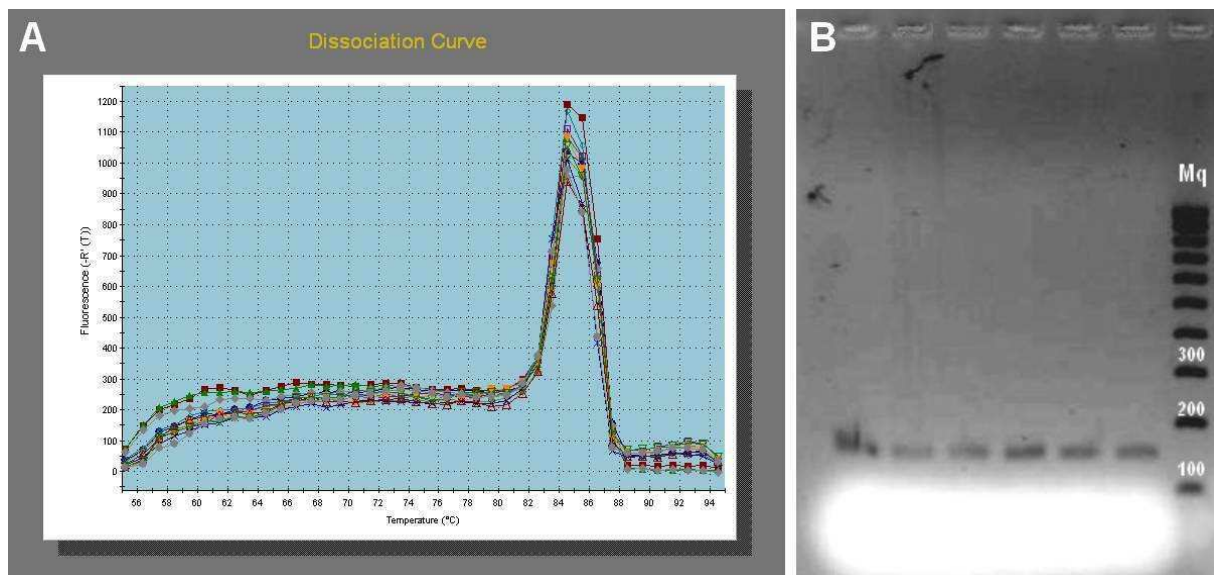 A
Dissociation Curve
1200
1100
1000
900
800
700
600
500
400
300
200
100
0
Fluorescence (-R' (T))
56 58 60 62 64 66 68 70 72 74 76 78 80 82 84 86 88 90 92 94
Temperature (°C)
B
Mq
300
200
100